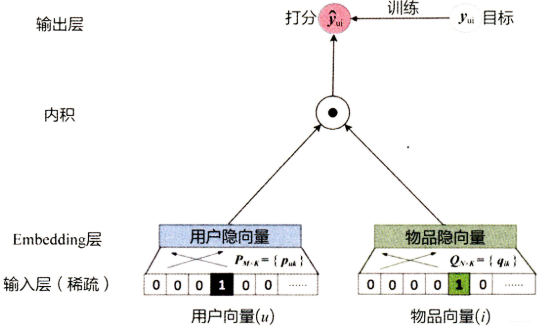 输出层 打分 ŷui 训练 yui 目标
内积
Embedding层 用户隐向量 物品隐向量
PM×K={puk} QN×K={qik}
输入层（稀疏） 0 0 0 1 0 0 …… 0 0 0 0 1 0 ……
用户向量(u) 物品向量(i)